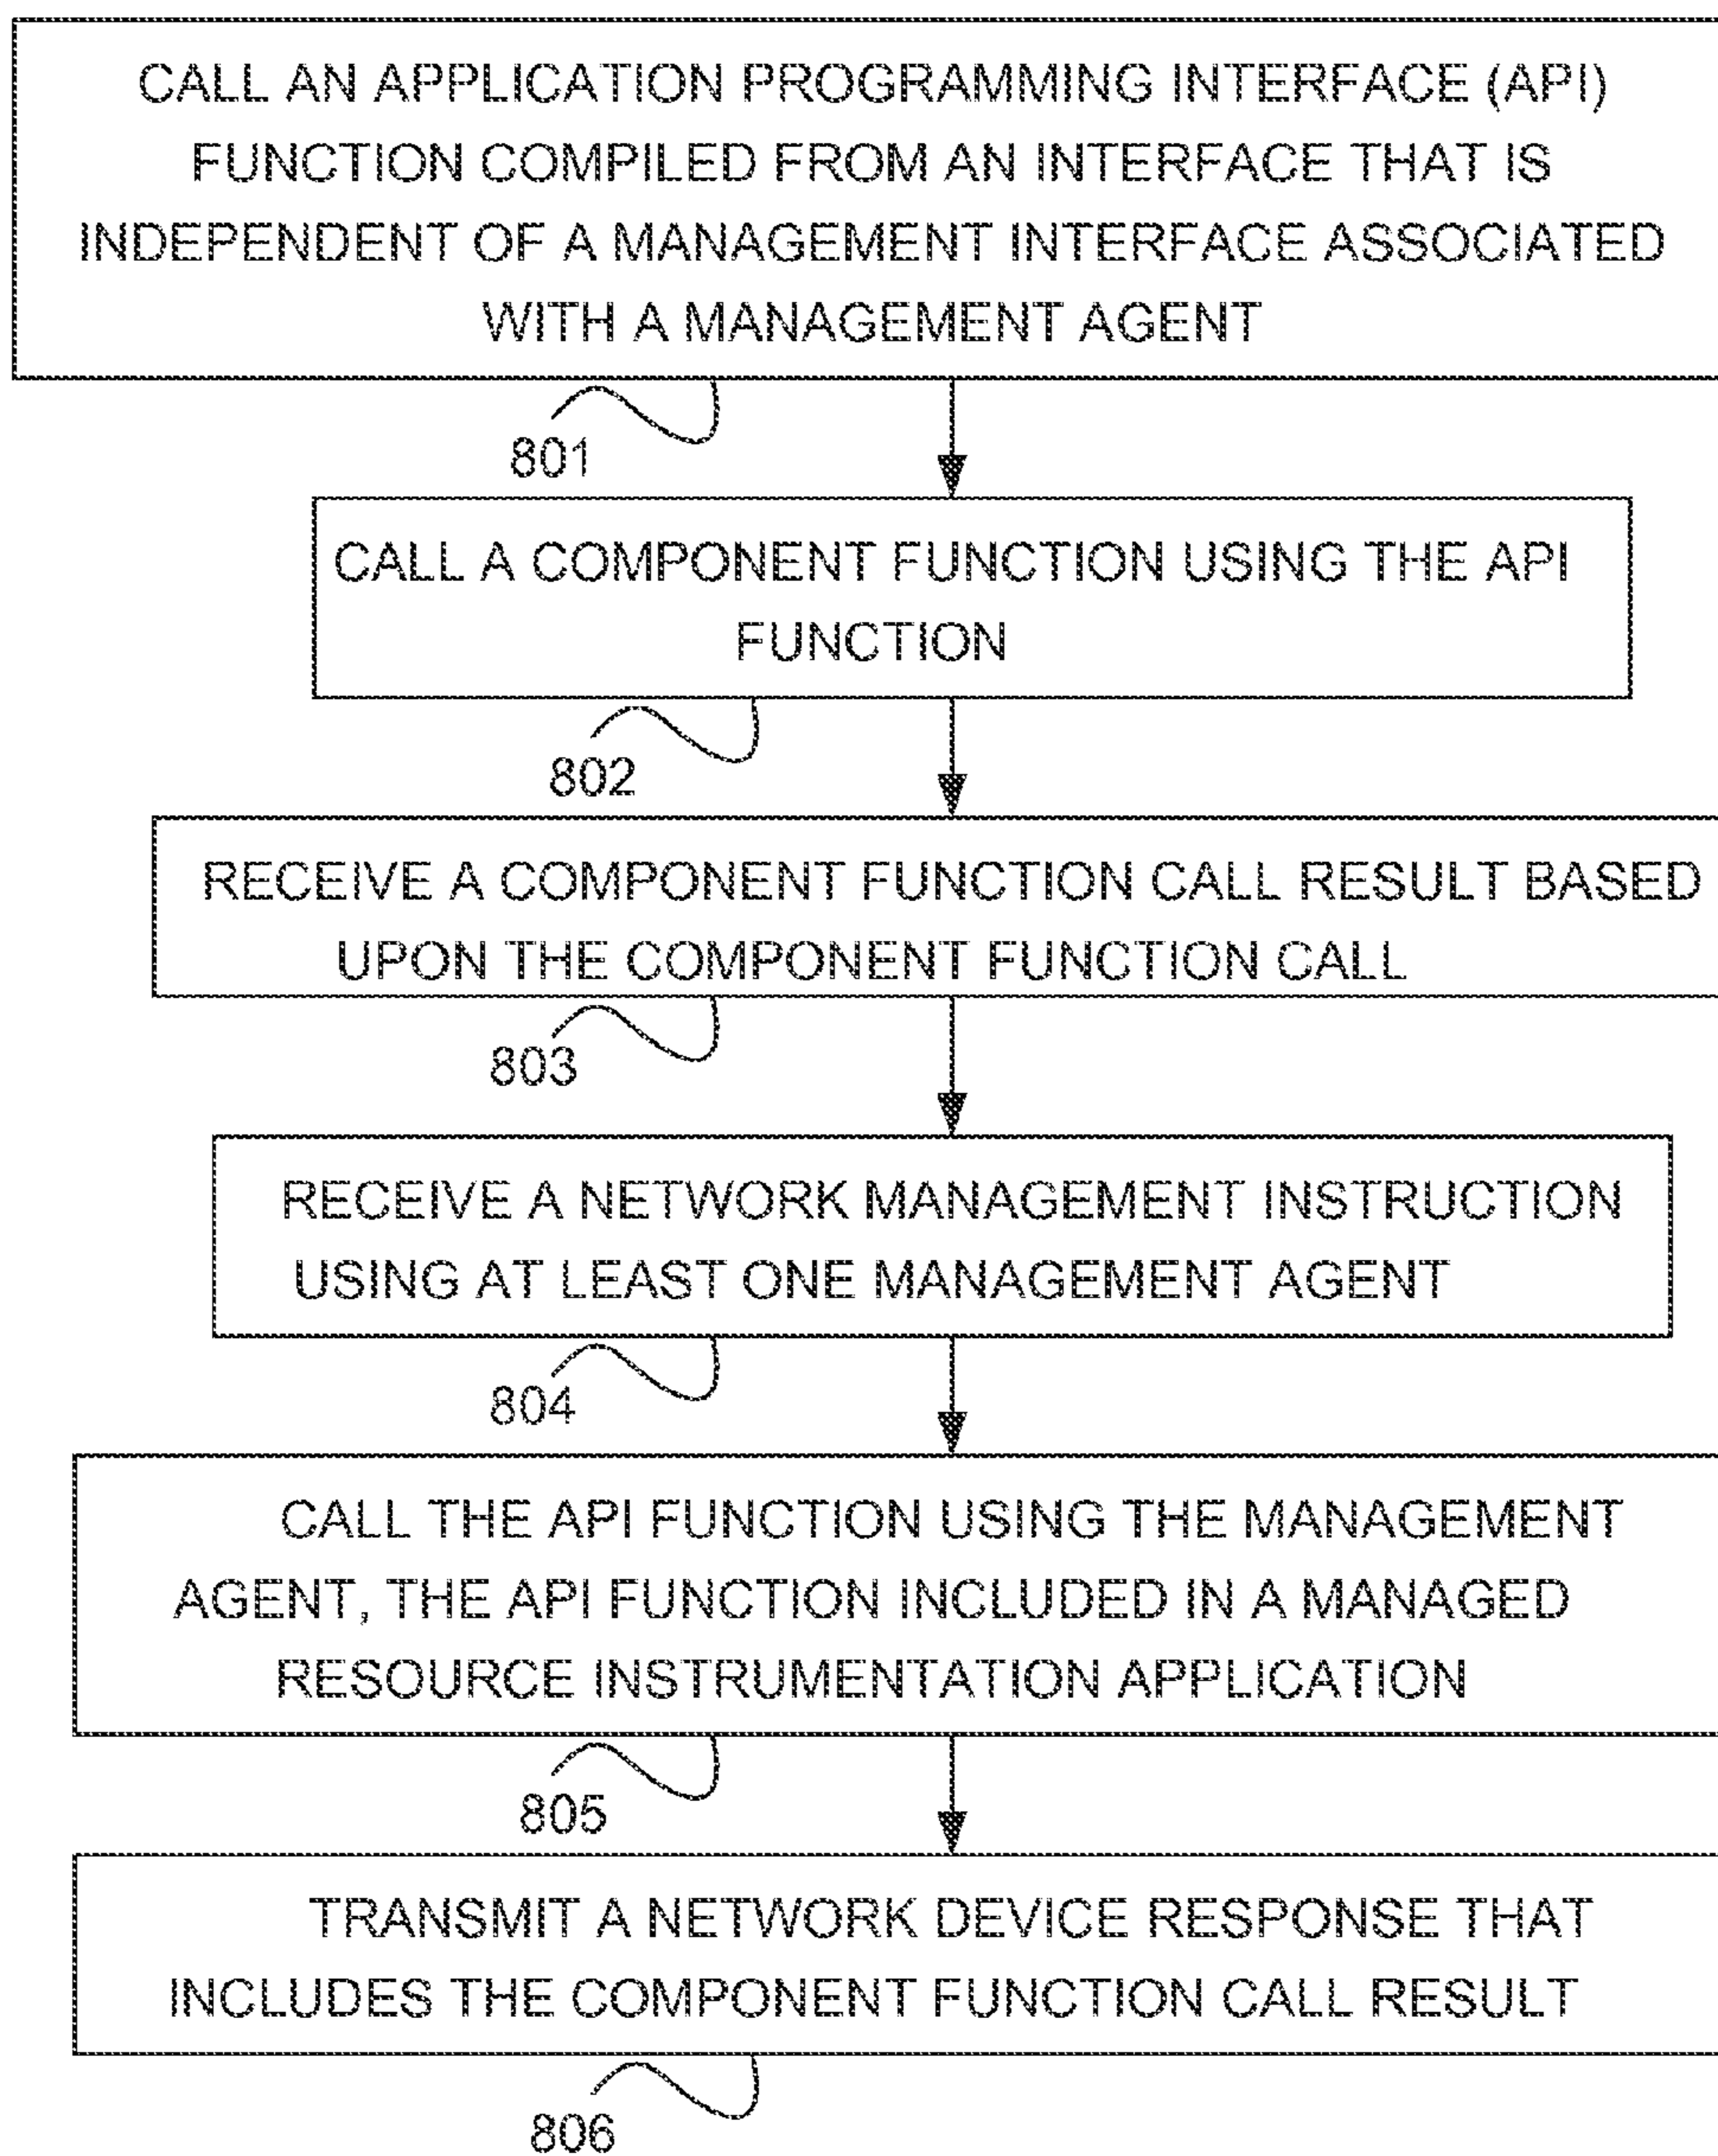 CALL AN APPLICATION PROGRAMMING INTERFACE (API)
FUNCTION COMPILED FROM AN INTERFACE THAT IS
INDEPENDENT OF A MANAGEMENT INTERFACE ASSOCIATED
WITH A MANAGEMENT AGENT
801
CALL A COMPONENT FUNCTION USING THE API
FUNCTION
802
RECEIVE A COMPONENT FUNCTION CALL RESULT BASED
UPON THE COMPONENT FUNCTION CALL
803
RECEIVE A NETWORK MANAGEMENT INSTRUCTION
USING AT LEAST ONE MANAGEMENT AGENT
804
CALL THE API FUNCTION USING THE MANAGEMENT
AGENT, THE API FUNCTION INCLUDED IN A MANAGED
RESOURCE INSTRUMENTATION APPLICATION
805
TRANSMIT A NETWORK DEVICE RESPONSE THAT
INCLUDES THE COMPONENT FUNCTION CALL RESULT
806